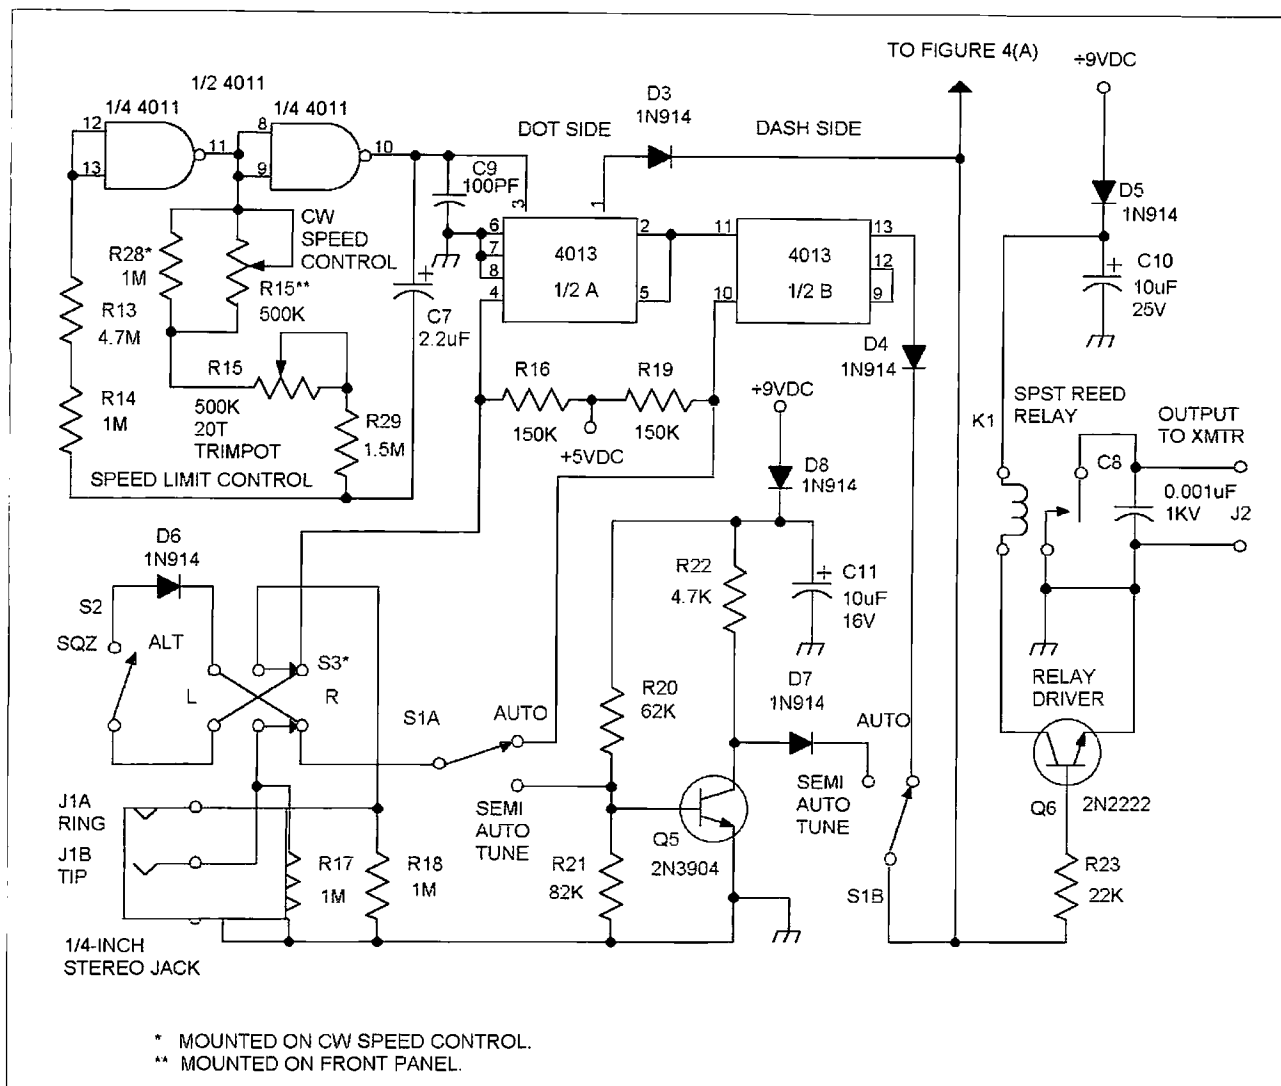 TO FIGURE 4(A)
÷9VDC
1/2 4011
1/4 4011
1/4 4011
12
13
11
8
9
10
D3
1N914
DOT SIDE
DASH SIDE
C9
100PF
3
1
D5
1N914
CW
SPEED
CONTROL
R28*
1M
R15**
500K
6
7
8
4
4013
1/2 A
2
5
11
10
4013
1/2 B
13
12
9
+
C10
10uF
25V
R13
4.7M
+
C7
2.2uF
R15
500K
20T
TRIMPOT
R14
1M
R29
1.5M
SPEED LIMIT CONTROL
R16
150K
R19
150K
+5VDC
÷9VDC
D4
1N914
D8
1N914
K1
SPST REED
RELAY
OUTPUT
TO XMTR
C8
0.001uF
1KV
J2
D6
1N914
S2
SQZ
ALT
S3*
L
R
R22
4.7K
÷
C11
10uF
16V
R20
62K
D7
1N914
RELAY
DRIVER
S1A
AUTO
SEMI
AUTO
TUNE
AUTO
SEMI
AUTO
TUNE
Q6
2N2222
J1A
RING
J1B
TIP
R17
1M
R18
1M
R21
82K
Q5
2N3904
S1B
R23
22K
1/4-INCH
STEREO JACK
* MOUNTED ON CW SPEED CONTROL.
** MOUNTED ON FRONT PANEL.